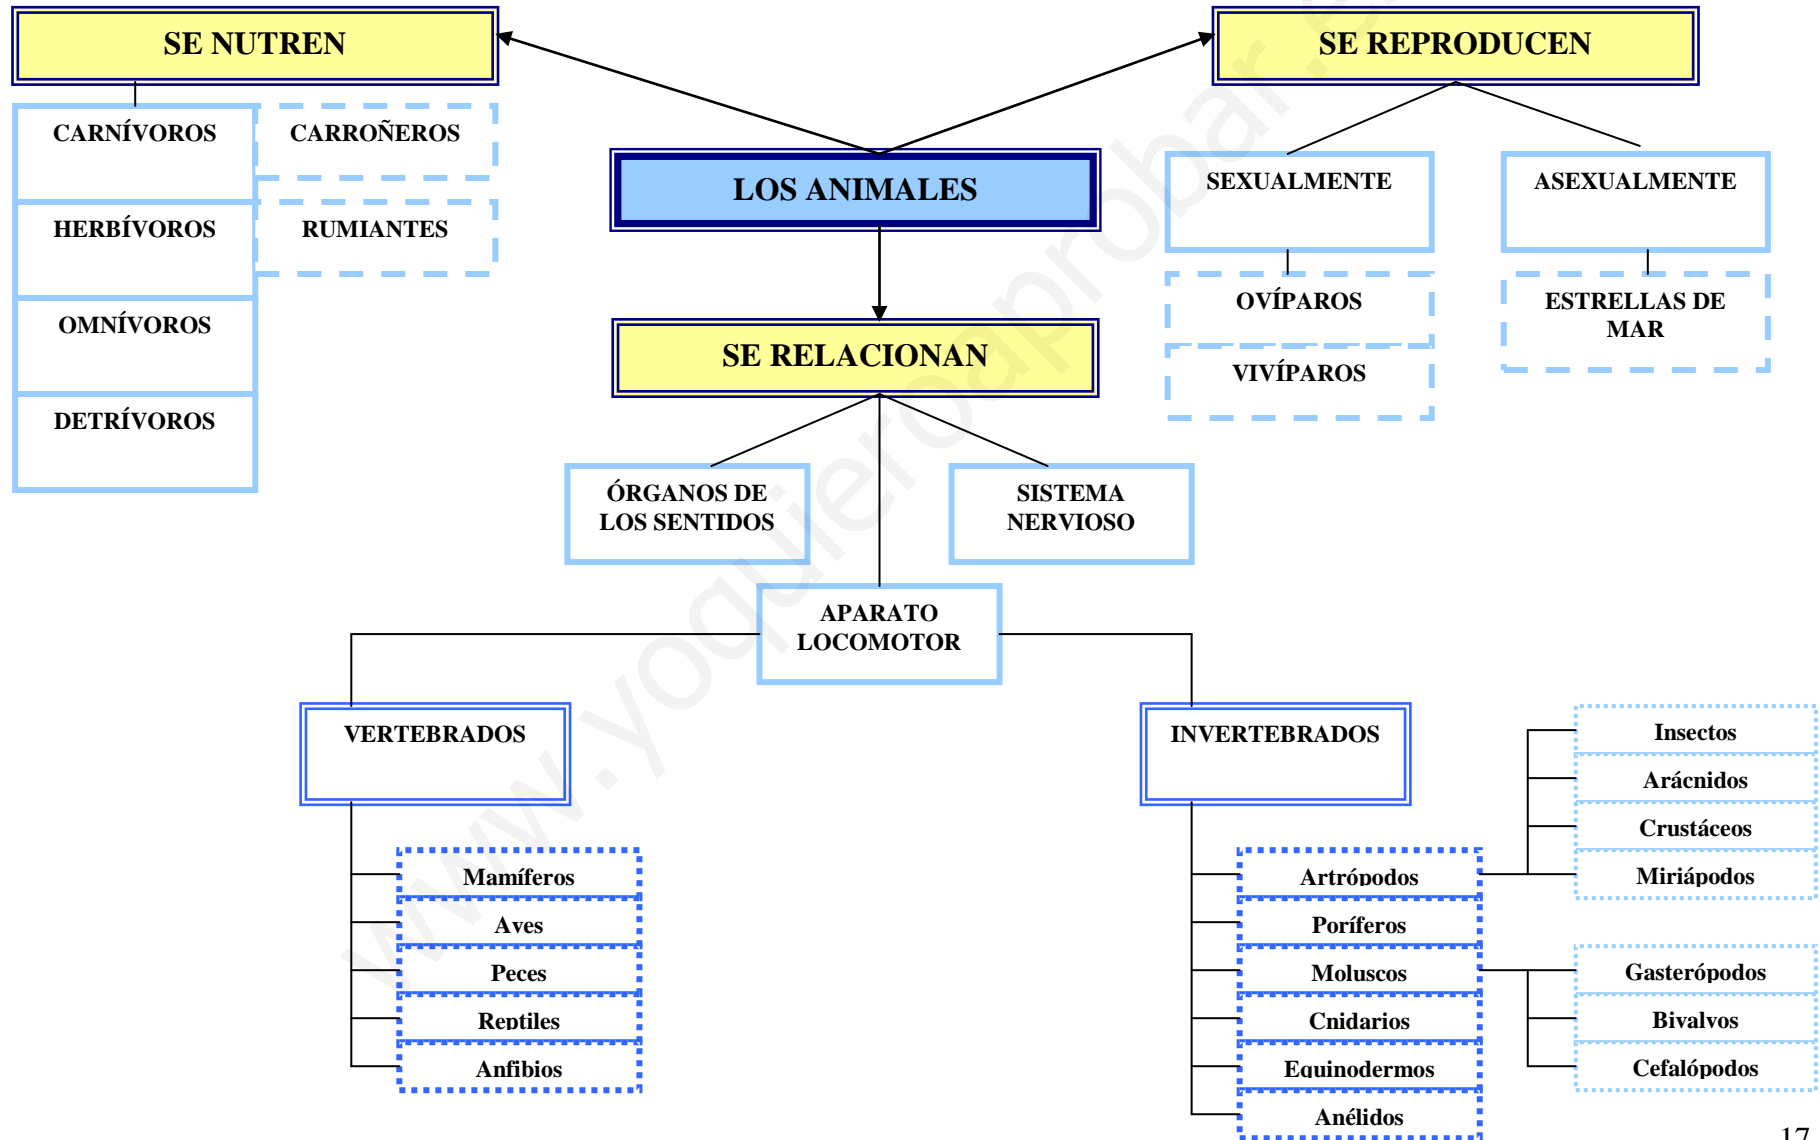 SE NUTREN
SE REPRODUCEN
CARNÍVOROS
CARROÑEROS
HERBÍVOROS
RUMIANTES
OMNÍVOROS
DETRÍVOROS
LOS ANIMALES
SEXUALMENTE
ASEXUALMENTE
OVÍPAROS
VIVÍPAROS
ESTRELLAS DE
MAR
SE RELACIONAN
ÓRGANOS DE
LOS SENTIDOS
SISTEMA
NERVIOSO
APARATO
LOCOMOTOR
VERTEBRADOS
Mamíferos
Aves
Peces
Reptiles
Anfibios
INVERTEBRADOS
Artrópodos
Poríferos
Moluscos
Cnidarios
Equinodermos
Anélidos
Insectos
Arácnidos
Crustáceos
Miriápodos
Gasterópodos
Bivalvos
Cefalópodos
17
www.yoquieroaprobar.es